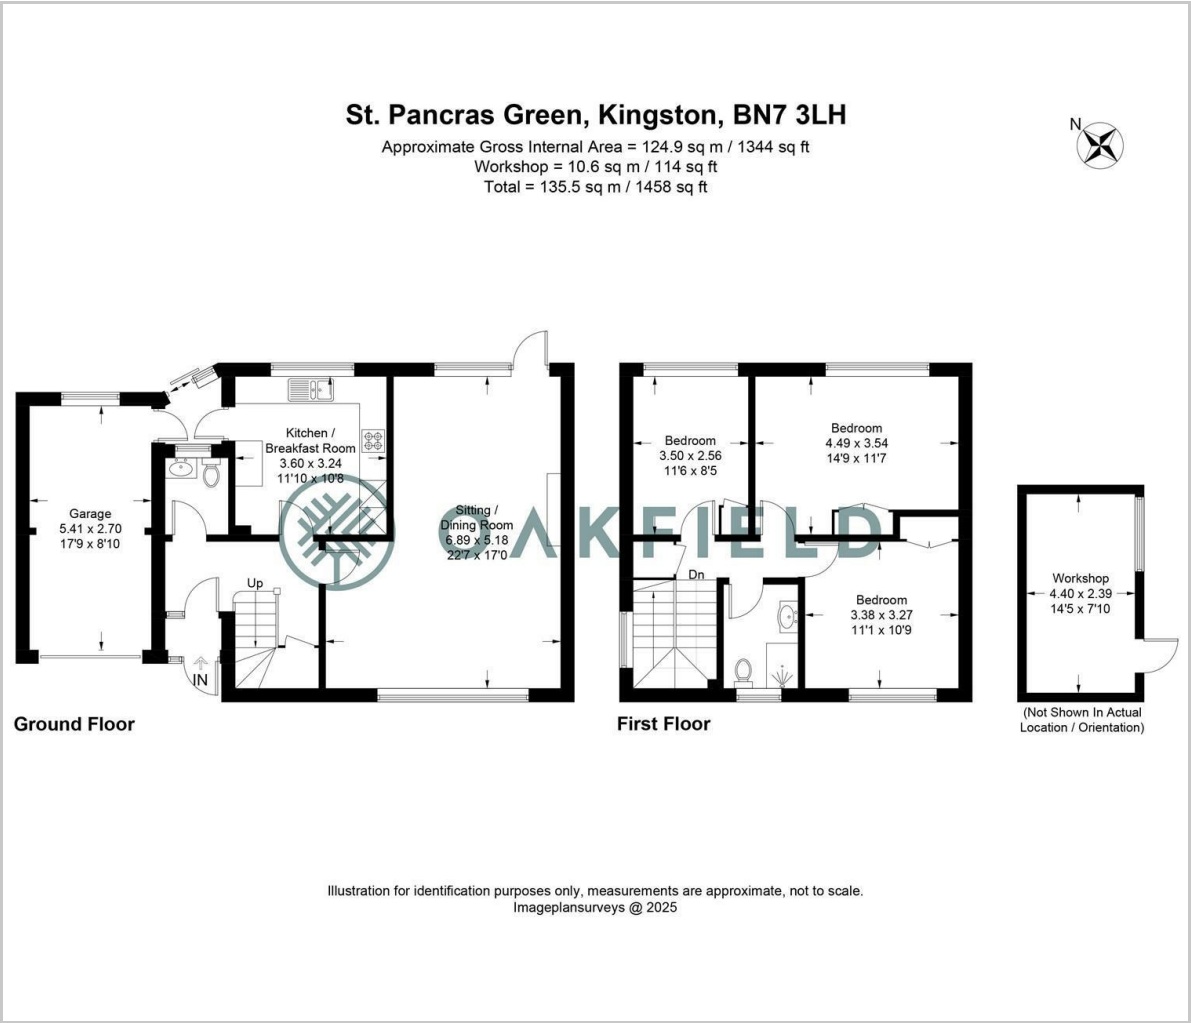 St. Pancras Green, Kingston, BN7 3LH
Approximate Gross Internal Area = 124.9 sq m / 1344 sq ft
Workshop = 10.6 sq m / 114 sq ft
Total = 135.5 sq m / 1458 sq ft
N
Kitchen /
Breakfast Room
3.60 x 3.24
11'10 x 10'8
Garage
5.41 x 2.70
17'9 x 8'10
Sitting /
Dining Room
6.89 x 5.18
22'7 x 17'0
Up
IN
Ground Floor
Bedroom
3.50 x 2.56
11'6 x 8'5
Bedroom
4.49 x 3.54
14'9 x 11'7
OAKFIELD
Dn
Bedroom
3.38 x 3.27
11'1 x 10'9
First Floor
Workshop
4.40 x 2.39
14'5 x 7'10
(Not Shown In Actual
Location / Orientation)
Illustration for identification purposes only, measurements are approximate, not to scale.
Imageplansurveys @ 2025